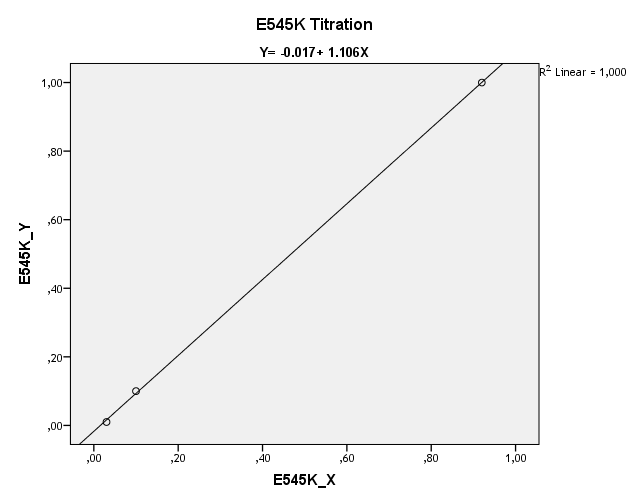 E545K Titration
Y= -0.017+ 1.106X
R2 Linear = 1,000
1,00
,80
,60
,40
,20
,00
E545K_Y
,00 ,20 ,40 ,60 ,80 1,00
E545K_X